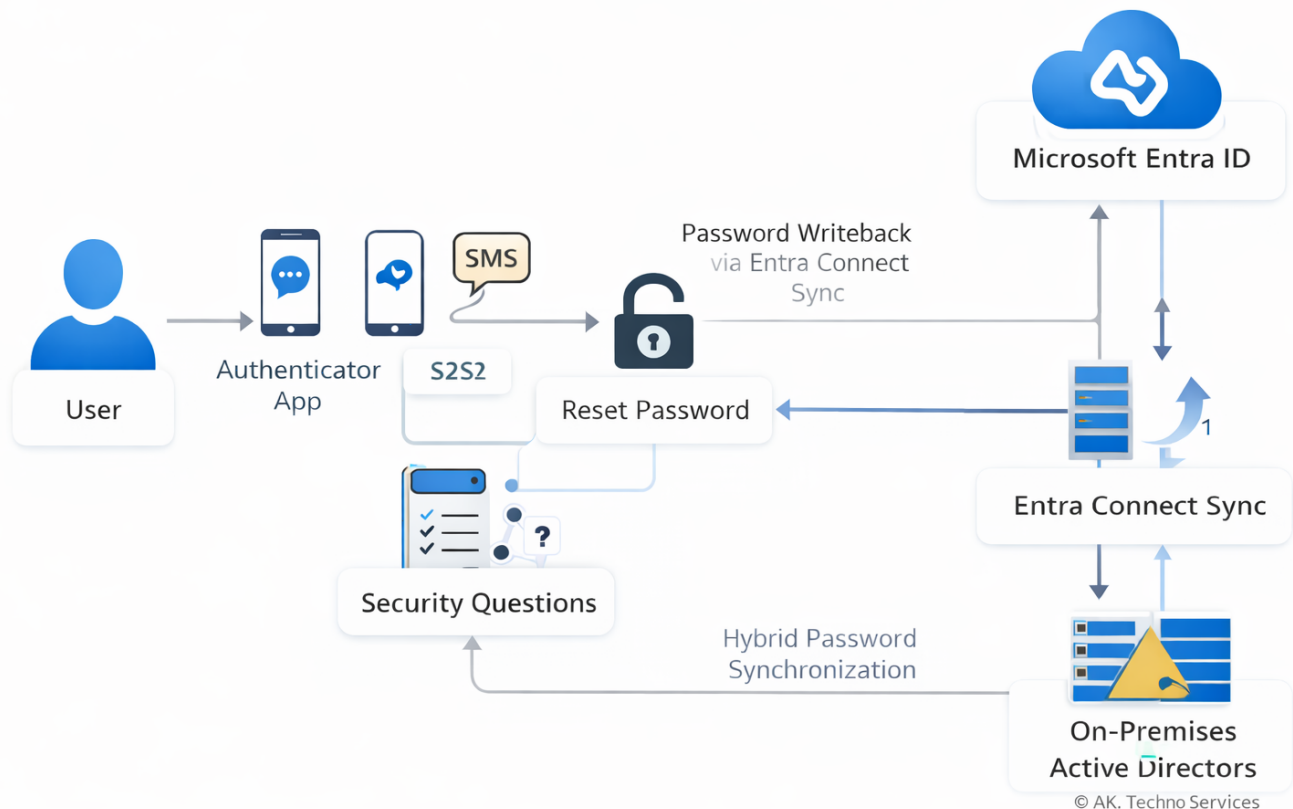 Microsoft Entra ID
Password Writeback
via Entra Connect
Sync
SMS
Authenticator
App
S2S2
User
Reset Password
1
Entra Connect Sync
?
Security Questions
Hybrid Password
Synchronization
On-Premises
Active Directors
© AK. Techno Services